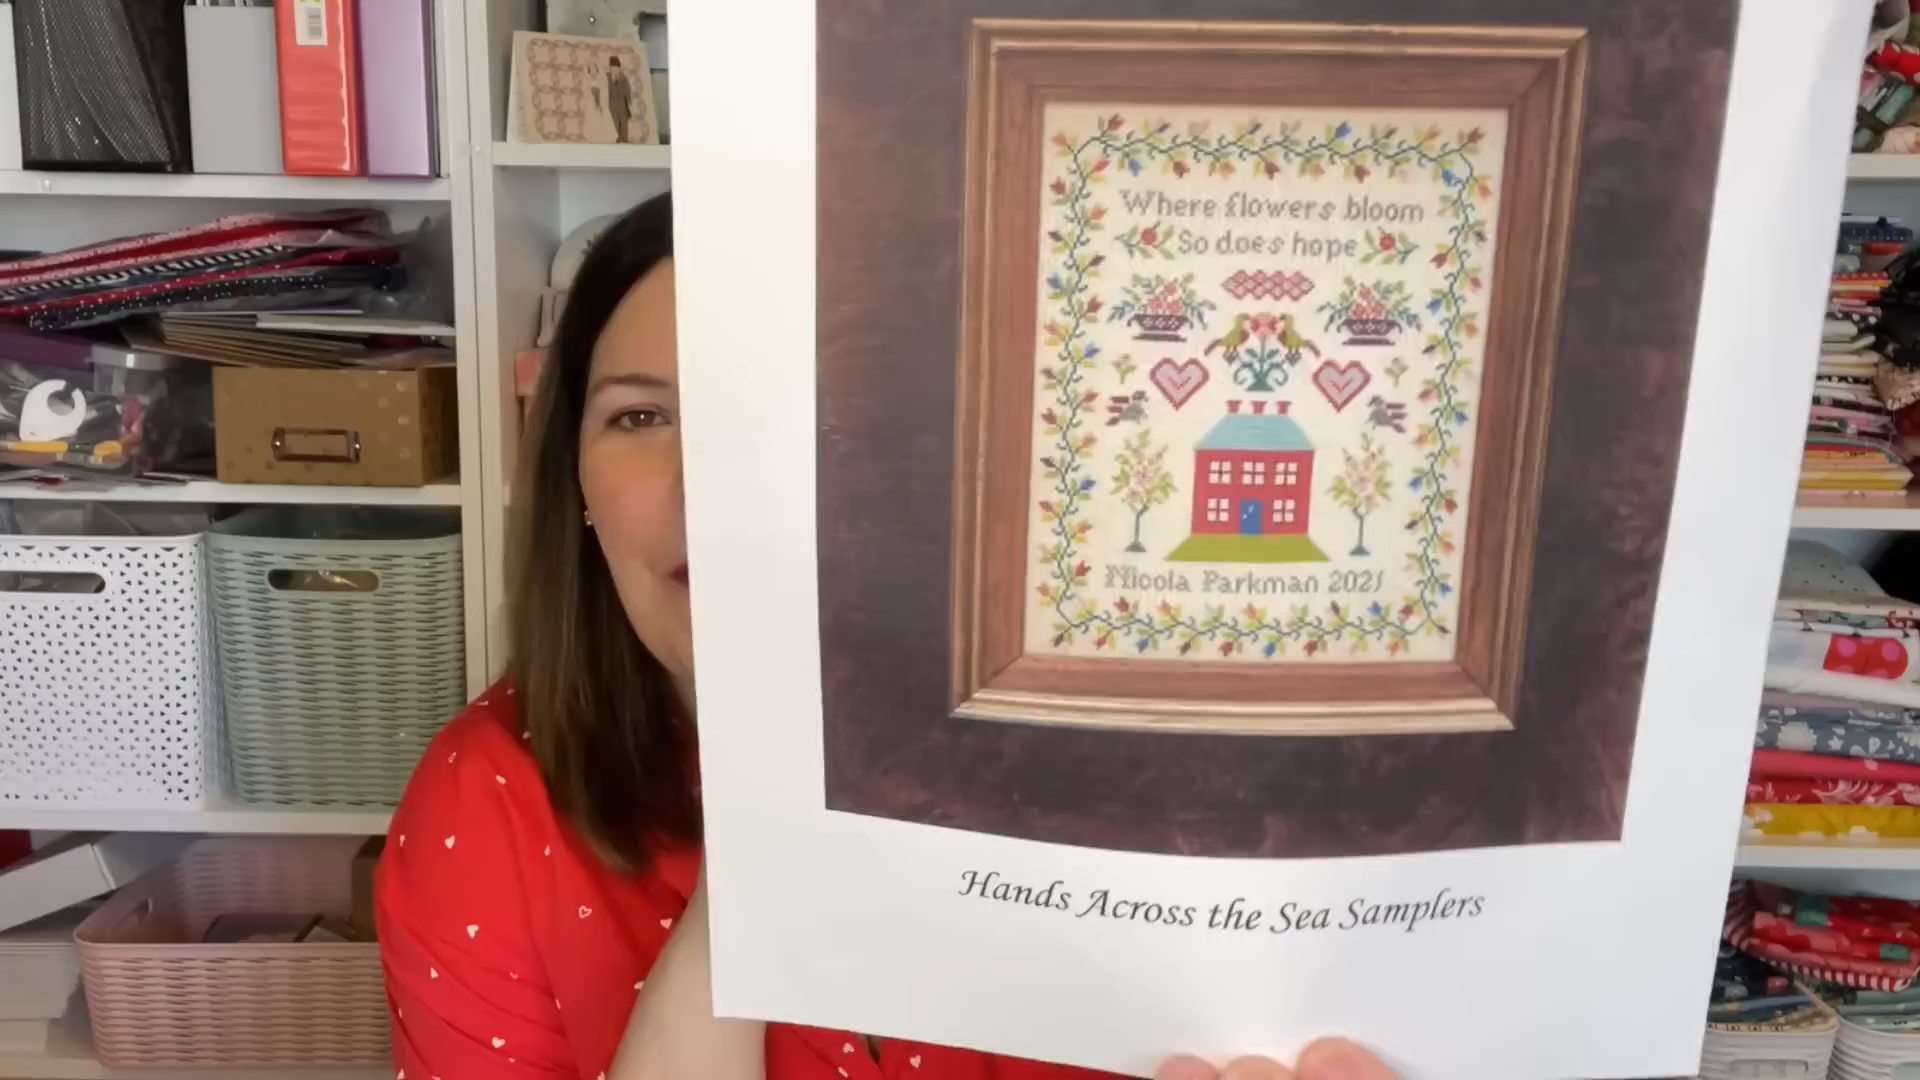 Where flowers bloom
So does hope
Nicola Parkman 2021
Hands Across the Sea Samplers